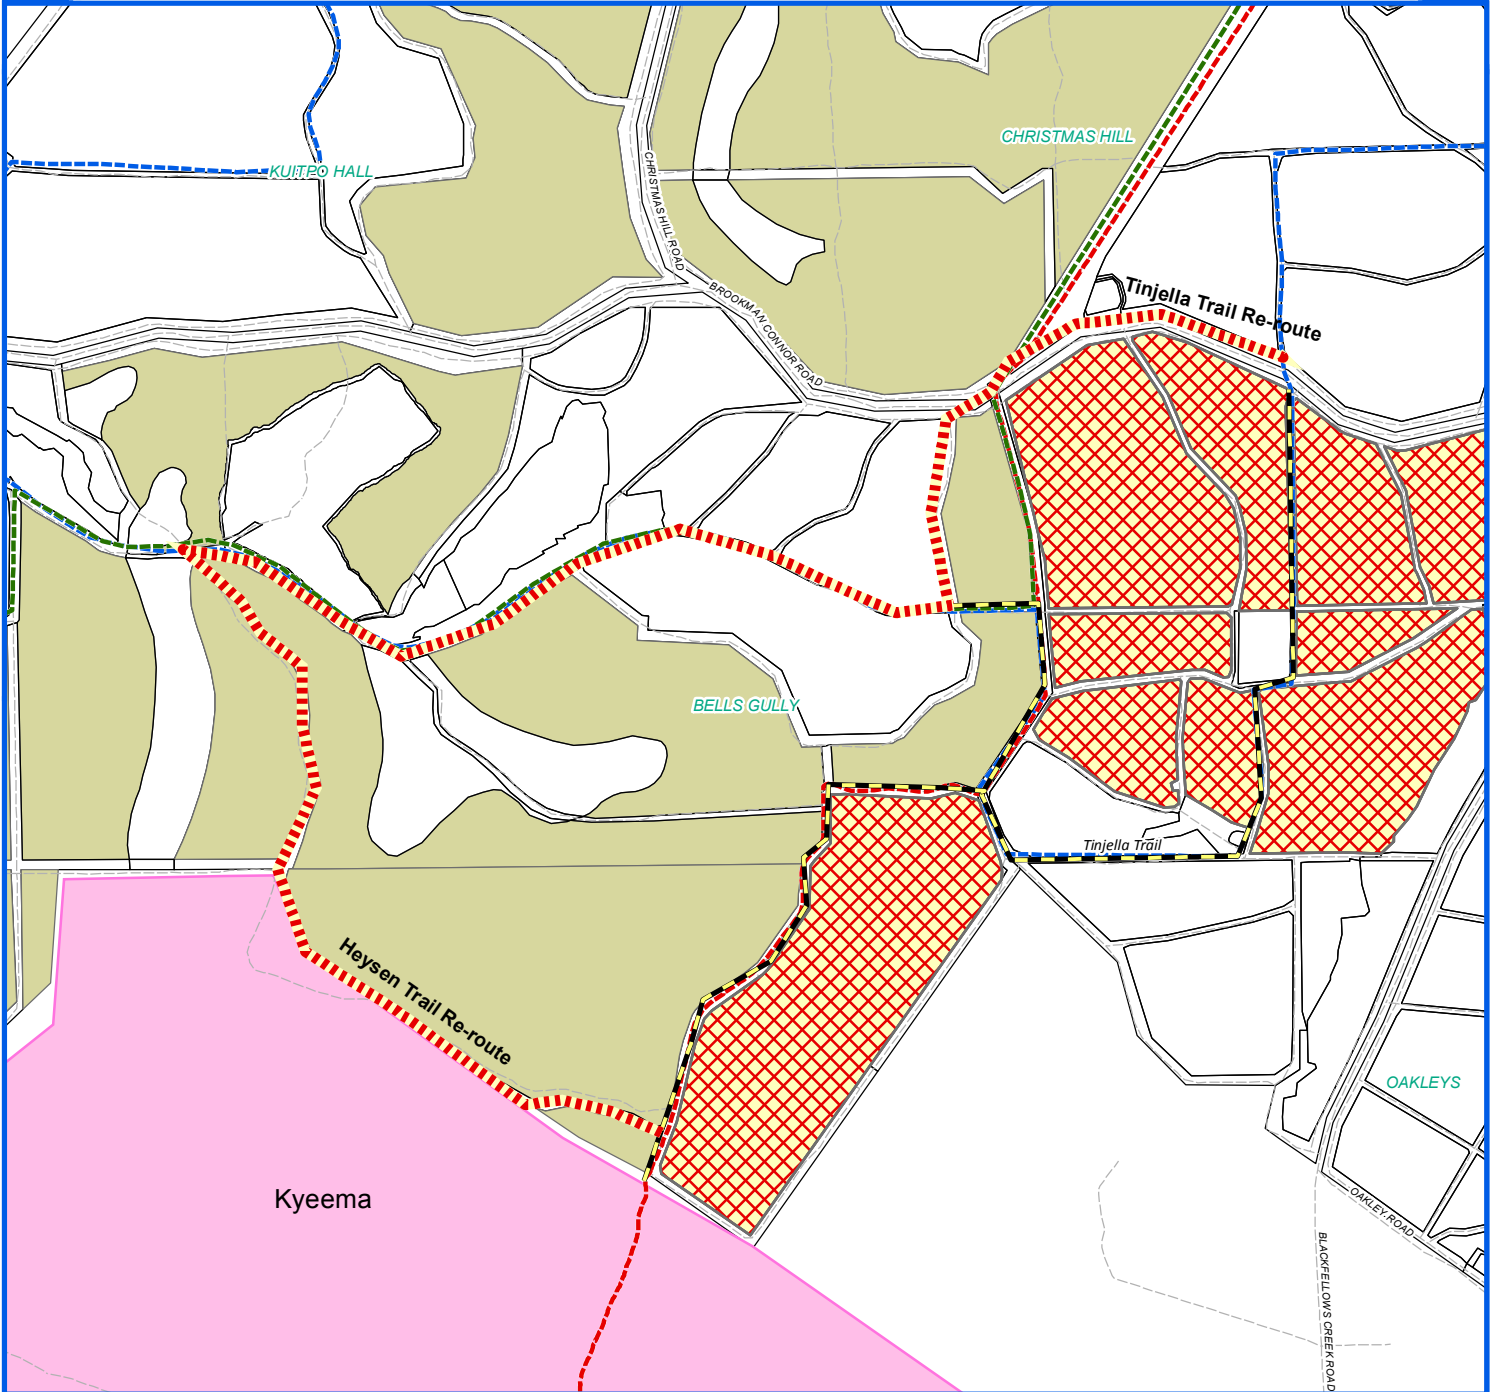 CHRISTMAS HILL
KUITPO HALL
CHRISTMAS HILL ROAD
BROOKMAN CONNOR ROAD
Tinjella Trail Re-route
BELLS GULLY
Tinjella Trail
Heysen Trail Re-route
OAKLEYS
Kyeema
OAKLEY ROAD
BLACKFELLOWS CREEK ROAD